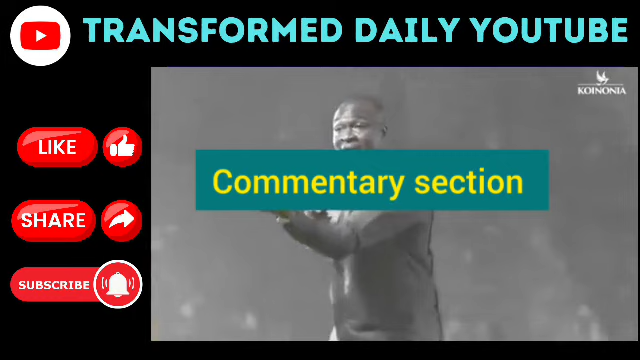 TRANSFORMED DAILY YOUTUBE
KOINONIA
LIKE
Commentary section
SHARE
SUBSCRIBE